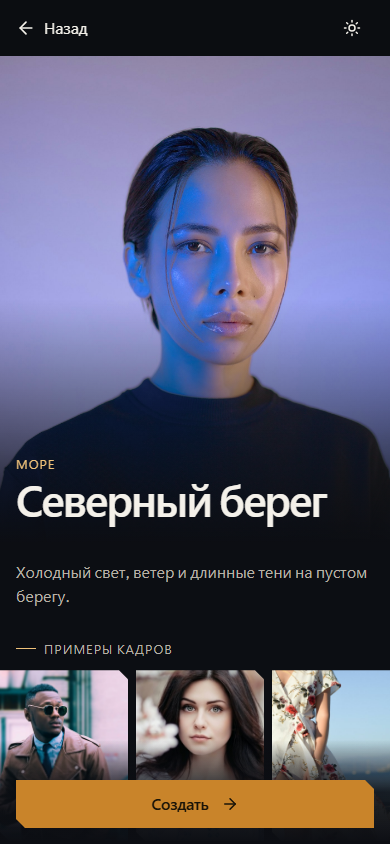 Назад
МОРЕ
Северный берег
Холодный свет, ветер и длинные тени на пустом
берегу.
ПРИМЕРЫ КАДРОВ
Создать